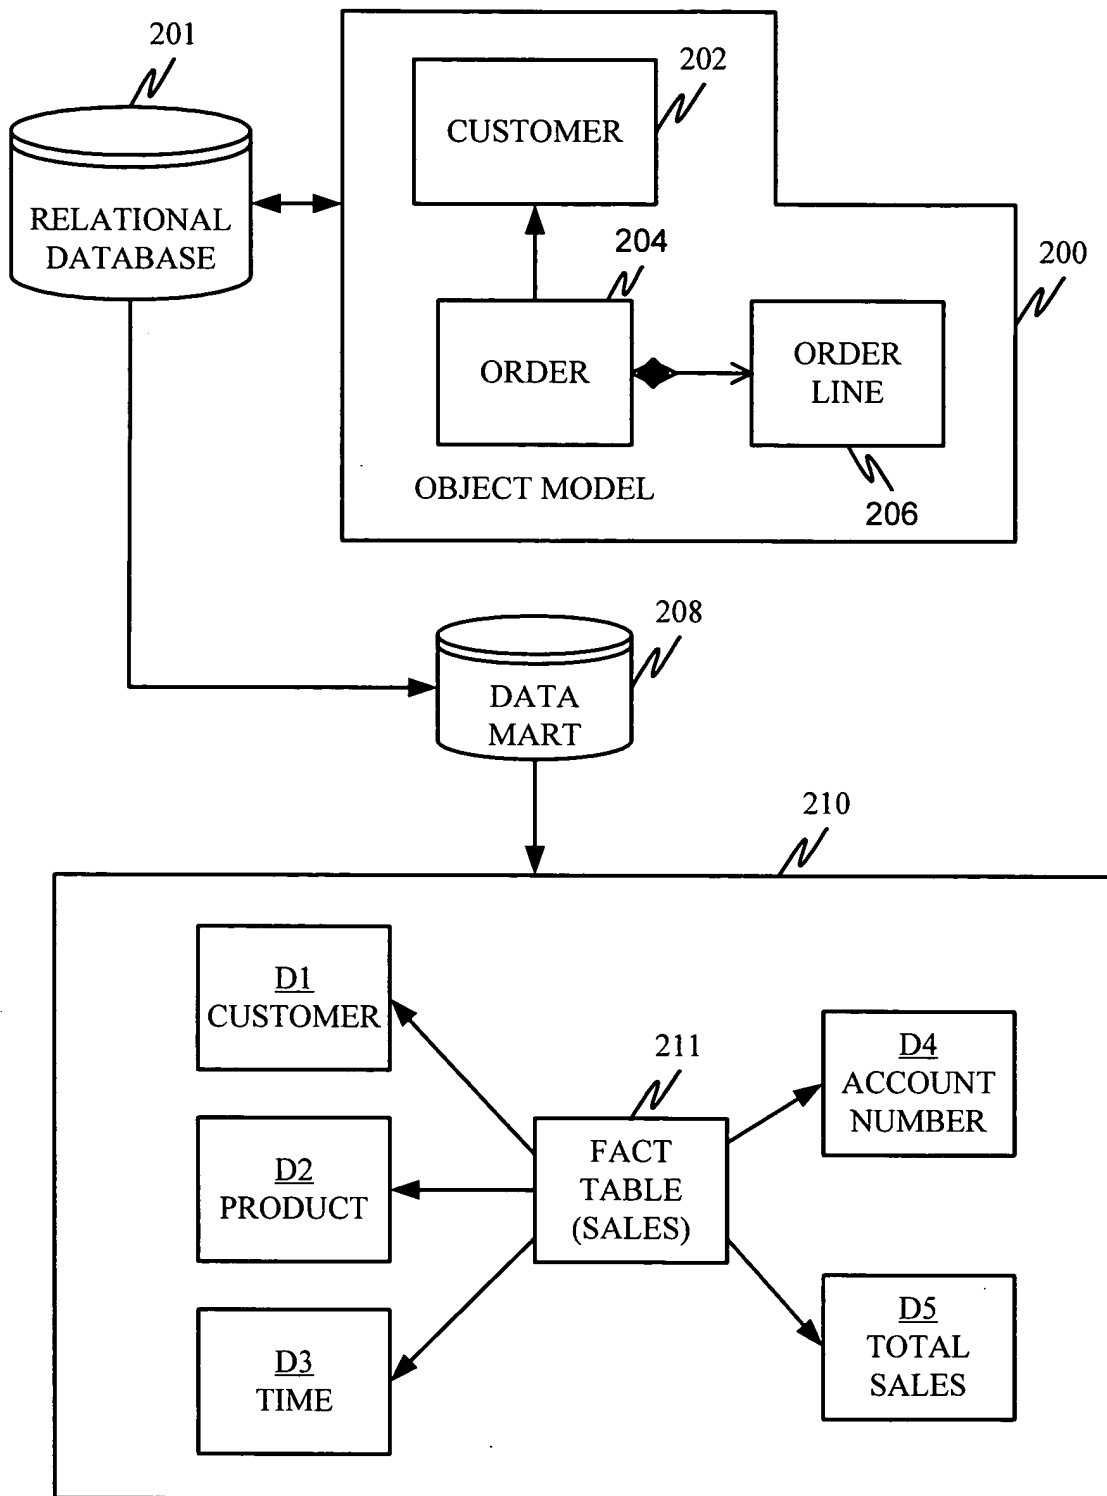 201
202
CUSTOMER
RELATIONAL
DATABASE
204
200
ORDER
ORDER
LINE
OBJECT MODEL
206
208
DATA
MART
210
D1
CUSTOMER
211
D4
ACCOUNT
NUMBER
FACT
TABLE
(SALES)
D2
PRODUCT
D5
TOTAL
SALES
D3
TIME